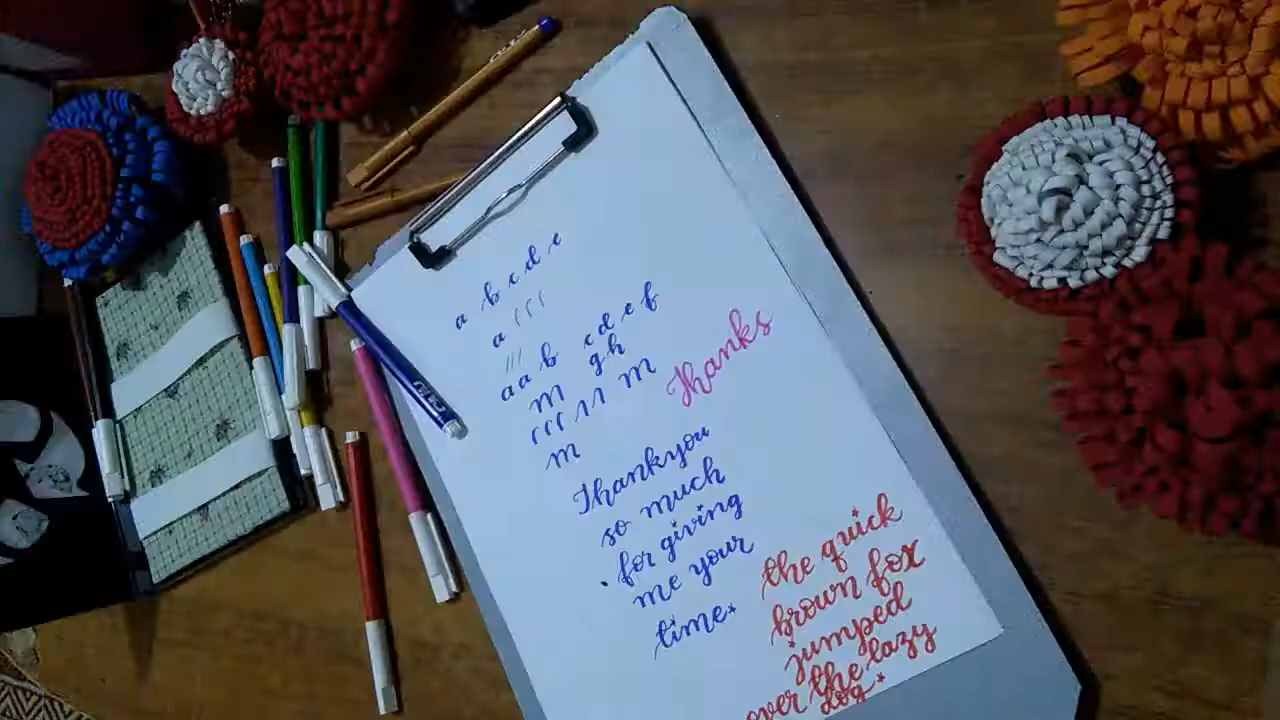 a b c d e
a
a a b c d e f
g h
m m
m
Thanks
Thankyou
so much
for giving
me your
time.
the quick
brown fox
jumped
over the lazy
dog.